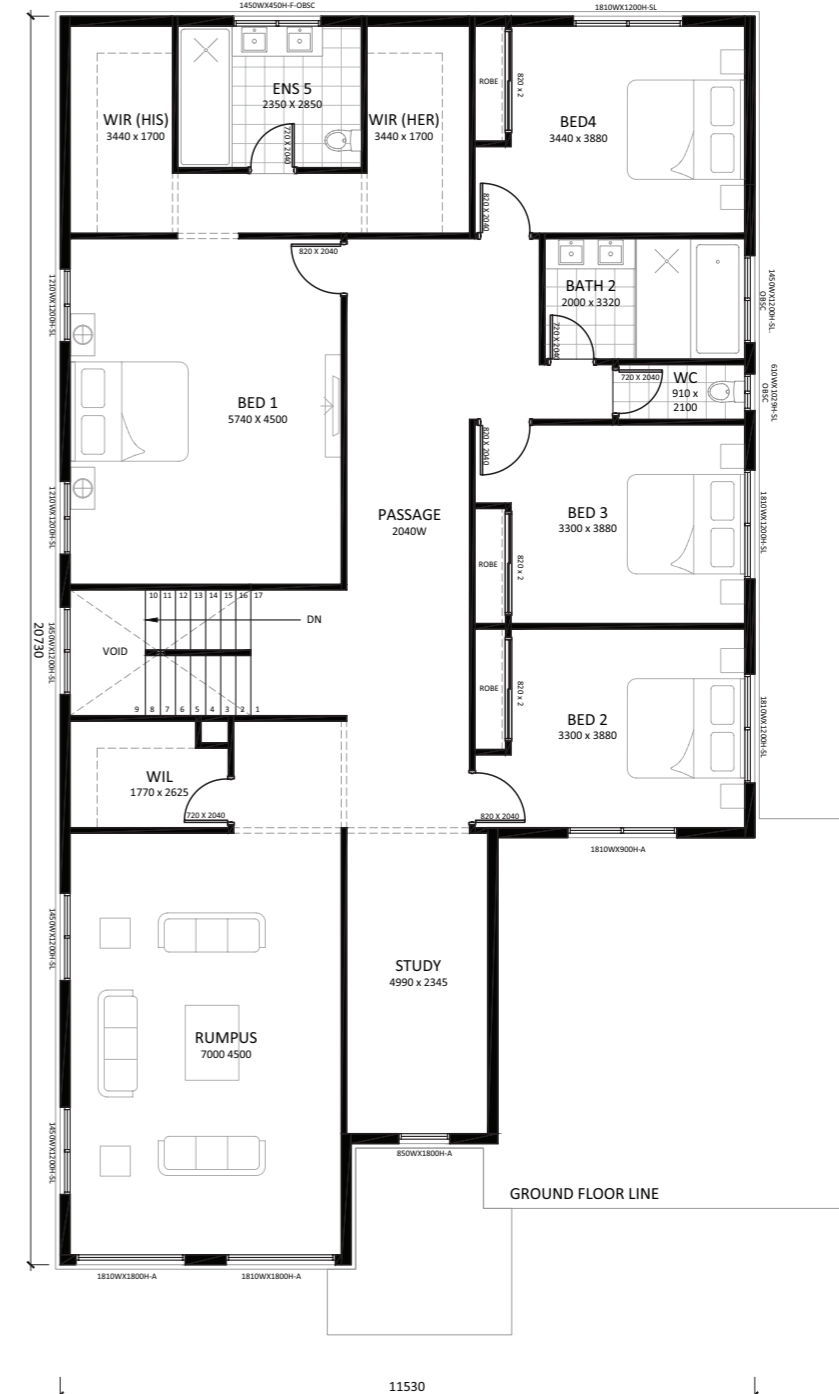 1450WX450H-F-OBSC
1810WX1200H-SL
ENS 5
2350 X 2850
720 X 2040
WIR (HIS)
3440 x 1700
WIR (HER)
3440 x 1700
ROBE
820 x 2
BED4
3440 x 3880
820 X 2040
820 X 2040
1210WX1200H-SL
BATH 2
2000 x 3320
720 X 2040
1450WX1200H-SL
OBSC
WC
910 x
2100
720 X 2040
610WX1029H-SL
OBSC
BED 1
5740 X 4500
820 X 2040
1210WX1200H-SL
PASSAGE
2040W
BED 3
3300 x 3880
1810WX1200H-SL
ROBE
820 x 2
10 11 12 13 14 15 16 17
DN
VOID
9 8 7 6 5 4 3 2 1
1450WX1200H-SL
20730
ROBE
820 x 2
BED 2
3300 x 3880
1810WX1200H-SL
WIL
1770 x 2625
720 X 2040
820 X 2040
1810WX900H-A
1450WX1200H-SL
STUDY
4990 x 2345
RUMPUS
7000 4500
1450WX1200H-SL
850WX1800H-A
GROUND FLOOR LINE
1810WX1800H-A
1810WX1800H-A
11530